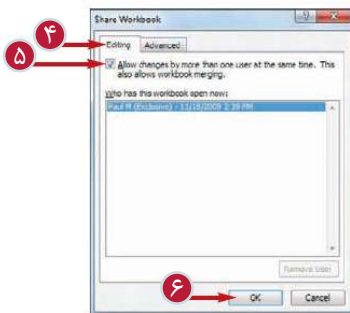 Share Workbook
۴
Editing Advanced
۵
Allow changes by more than one user at the same time. This
also allows workbook merging.
Who has this workbook open now:
Paul M (Exclusive) - 11/18/2009 2:39 PM
Remove User
۶
OK Cancel